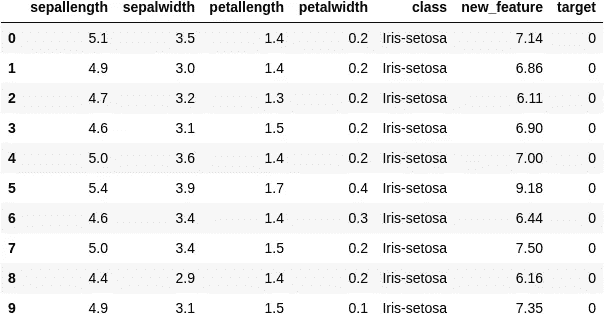 sepallength sepalwidth petallength petalwidth class new_feature target
0 5.1 3.5 1.4 0.2 Iris-setosa 7.14 0
1 4.9 3.0 1.4 0.2 Iris-setosa 6.86 0
2 4.7 3.2 1.3 0.2 Iris-setosa 6.11 0
3 4.6 3.1 1.5 0.2 Iris-setosa 6.90 0
4 5.0 3.6 1.4 0.2 Iris-setosa 7.00 0
5 5.4 3.9 1.7 0.4 Iris-setosa 9.18 0
6 4.6 3.4 1.4 0.3 Iris-setosa 6.44 0
7 5.0 3.4 1.5 0.2 Iris-setosa 7.50 0
8 4.4 2.9 1.4 0.2 Iris-setosa 6.16 0
9 4.9 3.1 1.5 0.1 Iris-setosa 7.35 0